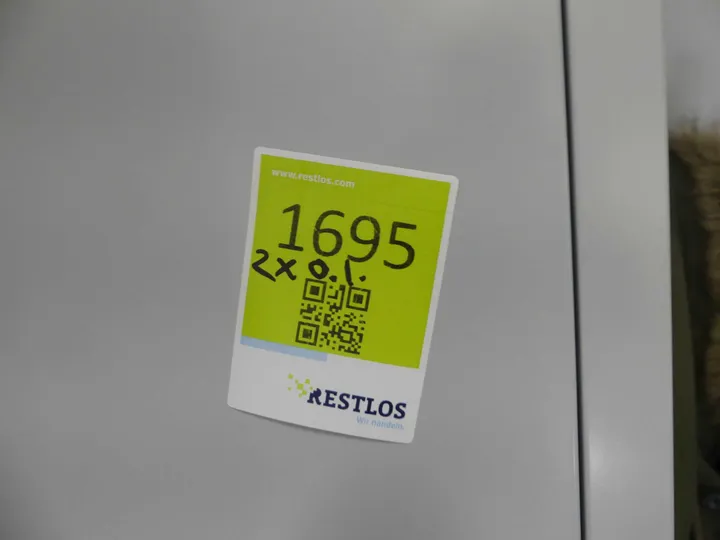 www.restlos.com
1695
2x O.I.
RESTLOS
Wir handeln.